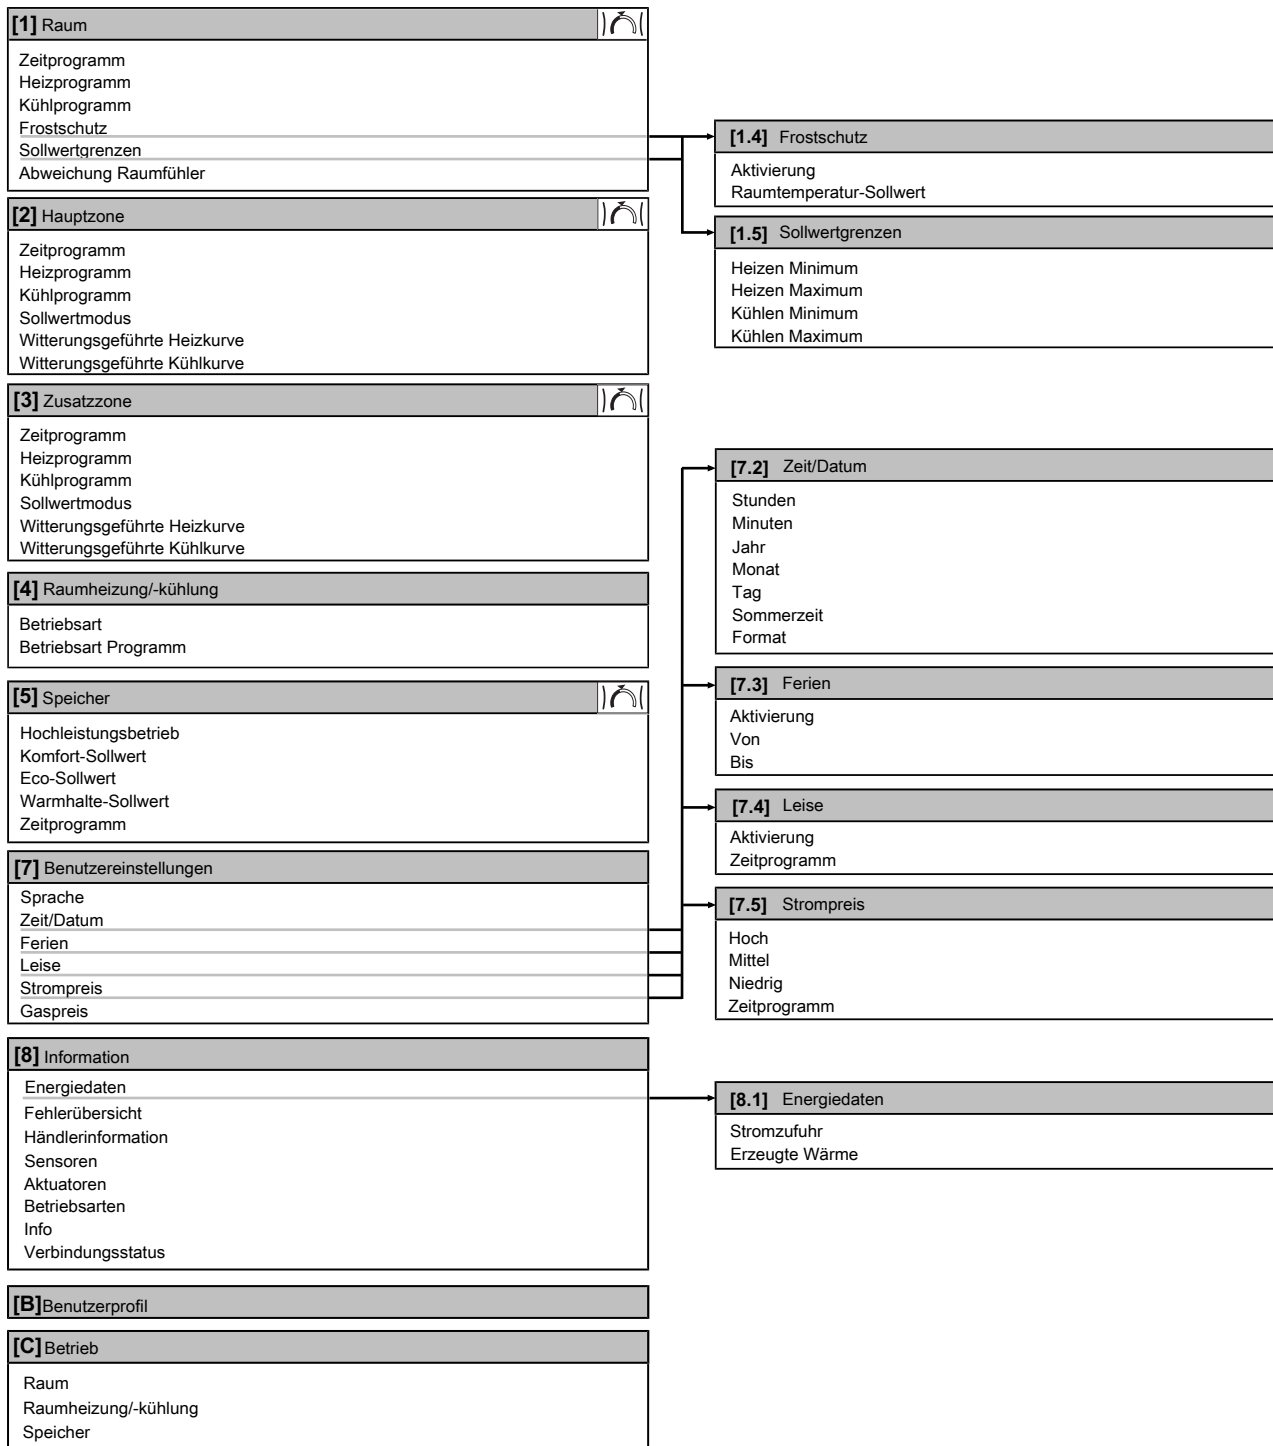 [1] Raum
Zeitprogramm
Heizprogramm
Kühlprogramm
Frostschutz
Sollwertgrenzen
Abweichung Raumfühler
[1.4] Frostschutz
Aktivierung
Raumtemperatur-Sollwert
[1.5] Sollwertgrenzen
Heizen Minimum
Heizen Maximum
Kühlen Minimum
Kühlen Maximum
[2] Hauptzone
Zeitprogramm
Heizprogramm
Kühlprogramm
Sollwertmodus
Witterungsgeführte Heizkurve
Witterungsgeführte Kühlkurve
[3] Zusatzzone
Zeitprogramm
Heizprogramm
Kühlprogramm
Sollwertmodus
Witterungsgeführte Heizkurve
Witterungsgeführte Kühlkurve
[4] Raumheizung/-kühlung
Betriebsart
Betriebsart Programm
[5] Speicher
Hochleistungsbetrieb
Komfort-Sollwert
Eco-Sollwert
Warmhalte-Sollwert
Zeitprogramm
[7] Benutzereinstellungen
Sprache
Zeit/Datum
Ferien
Leise
Strompreis
Gaspreis
[7.2] Zeit/Datum
Stunden
Minuten
Jahr
Monat
Tag
Sommerzeit
Format
[7.3] Ferien
Aktivierung
Von
Bis
[7.4] Leise
Aktivierung
Zeitprogramm
[7.5] Strompreis
Hoch
Mittel
Niedrig
Zeitprogramm
[8] Information
Energiedaten
Fehlerübersicht
Händlerinformation
Sensoren
Aktuatoren
Betriebsarten
Info
Verbindungsstatus
[8.1] Energiedaten
Stromzufuhr
Erzeugte Wärme
[B] Benutzerprofil
[C] Betrieb
Raum
Raumheizung/-kühlung
Speicher